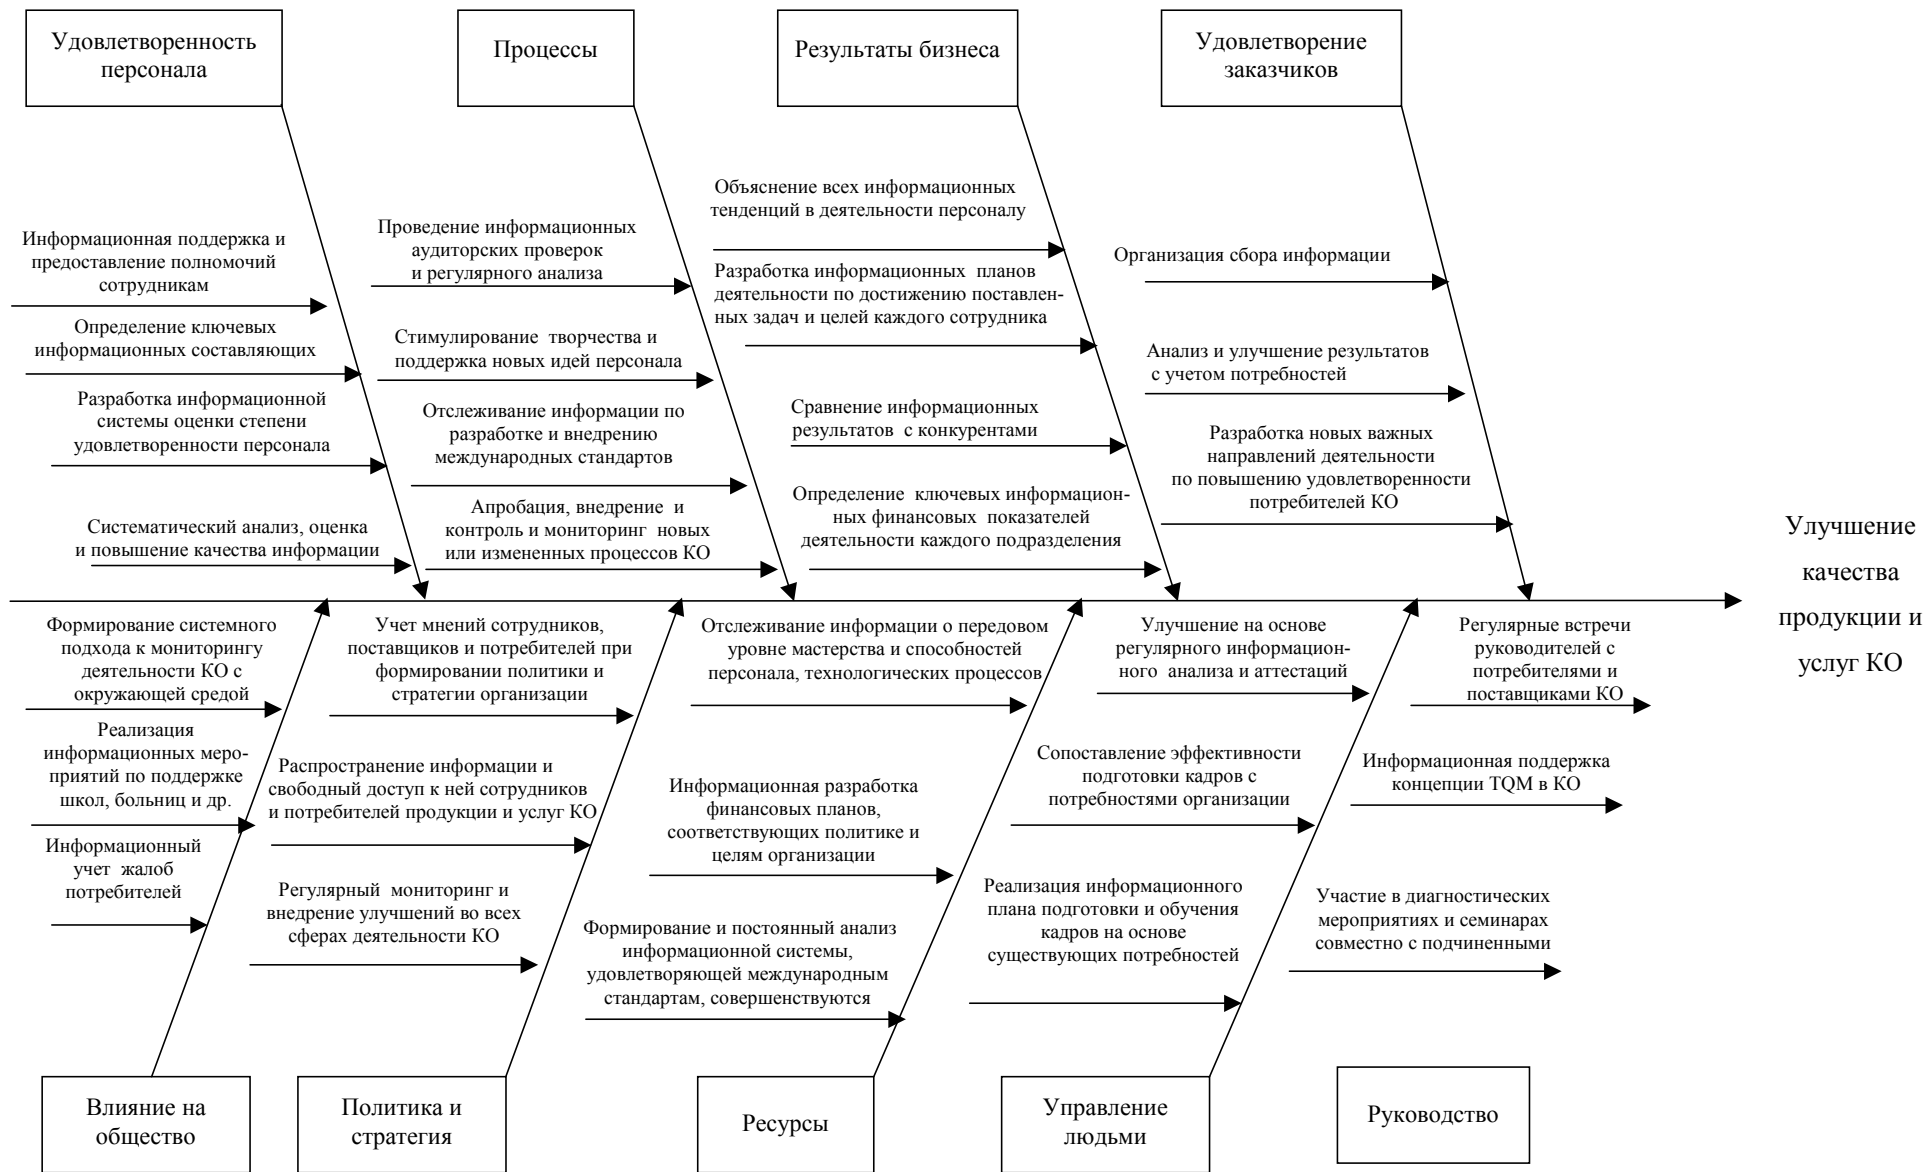 Удовлетворенность
персонала
Процессы
Результаты бизнеса
Удовлетворение
заказчиков
Информационная поддержка и
предоставление полномочий
сотрудникам
Определение ключевых
информационных составляющих
Разработка информационной
системы оценки степени
удовлетворенности персонала
Систематический анализ, оценка
и повышение качества информации
Проведение информационных
аудиторских проверок
и регулярного анализа
Стимулирование творчества и
поддержка новых идей персонала
Отслеживание информации по
разработке и внедрению
международных стандартов
Апробация, внедрение и
контроль и мониторинг новых
или измененных процессов КО
Объяснение всех информационных
тенденций в деятельности персоналу
Разработка информационных планов
деятельности по достижению поставлен-
ных задач и целей каждого сотрудника
Сравнение информационных
результатов с конкурентами
Определение ключевых информацион-
ных финансовых показателей
деятельности каждого подразделения
Организация сбора информации
Анализ и улучшение результатов
с учетом потребностей
Разработка новых важных
направлений деятельности
по повышению удовлетворенности
потребителей КО
Улучшение
качества
продукции и
услуг КО
Формирование системного
подхода к мониторингу
деятельности КО с
окружающей средой
Реализация
информационных меро-
приятий по поддержке
школ, больниц и др.
Информационный
учет жалоб
потребителей
Учет мнений сотрудников,
поставщиков и потребителей при
формировании политики и
стратегии организации
Распространение информации и
свободный доступ к ней сотрудников
и потребителей продукции и услуг КО
Регулярный мониторинг и
внедрение улучшений во всех
сферах деятельности КО
Отслеживание информации о передовом
уровне мастерства и способностей
персонала, технологических процессов
Информационная разработка
финансовых планов,
соответствующих политике и
целям организации
Формирование и постоянный анализ
информационной системы,
удовлетворяющей международным
стандартам, совершенствуются
Улучшение на основе
регулярного информацион-
ного анализа и аттестаций
Сопоставление эффективности
подготовки кадров с
потребностями организации
Реализация информационного
плана подготовки и обучения
кадров на основе
существующих потребностей
Регулярные встречи
руководителей с
потребителями и
поставщиками КО
Информационная поддержка
концепции TQM в КО
Участие в диагностических
мероприятиях и семинарах
совместно с подчиненными
Влияние на
общество
Политика и
стратегия
Ресурсы
Управление
людьми
Руководство